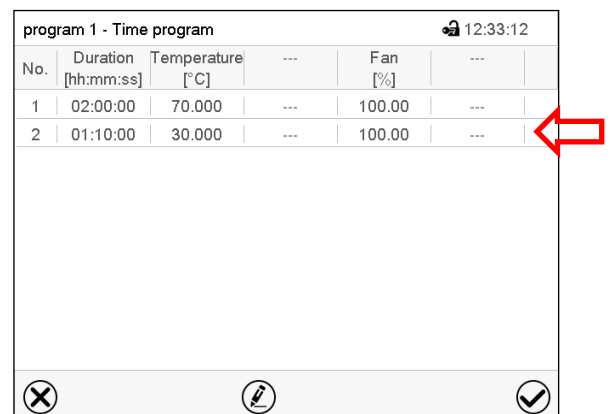 program 1 - Time program 12:33:12
No. Duration [hh:mm:ss] Temperature [°C] --- Fan [%] ---
1 02:00:00 70.000 --- 100.00 ---
2 01:10:00 30.000 --- 100.00 ---